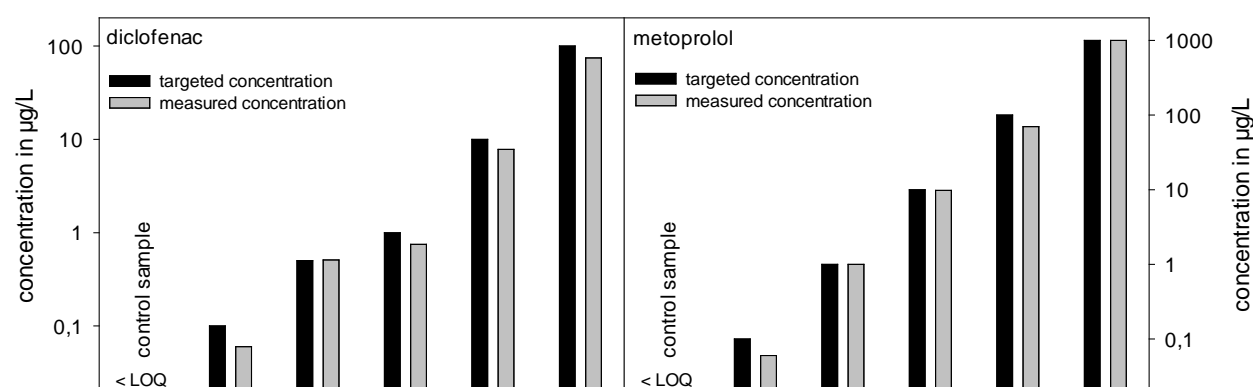 diclofenac
targeted concentration
measured concentration
concentration in µg/L
100
10
1
0,1
control sample
< LOQ
metoprolol
targeted concentration
measured concentration
control sample
< LOQ
1000
100
10
1
0,1
concentration in µg/L